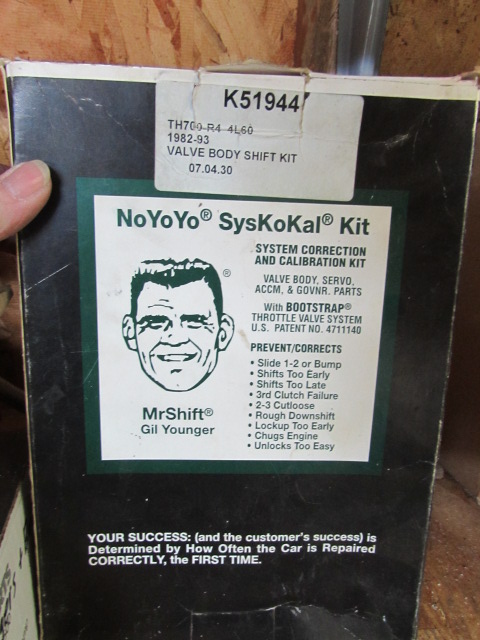 K51944
TH700-R4 4L60
1982-93
VALVE BODY SHIFT KIT
07.04.30
NoYoYo® SysKoKal® Kit
SYSTEM CORRECTION
AND CALIBRATION KIT
VALVE BODY, SERVO,
ACCM, & GOVNR. PARTS
®
With BOOTSTRAP®
THROTTLE VALVE SYSTEM
U.S. PATENT NO. 4711140
PREVENT/CORRECTS
• Slide 1-2 or Bump
• Shifts Too Early
• Shifts Too Late
• 3rd Clutch Failure
• 2-3 Cutloose
• Rough Downshift
• Lockup Too Early
• Chugs Engine
• Unlocks Too Easy
MrShift®
Gil Younger
YOUR SUCCESS: (and the customer's success) is
Determined by How Often the Car is Repaired
CORRECTLY, the FIRST TIME.